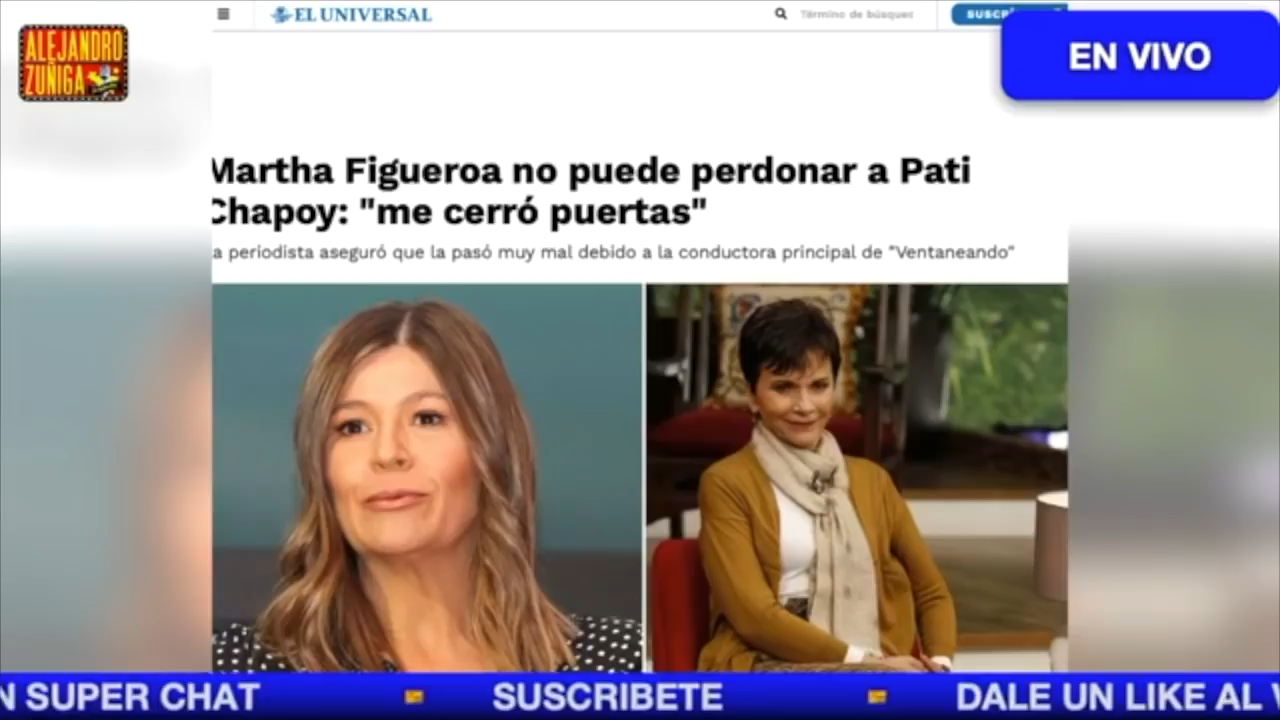 ALEJANDRO
ZUÑIGA
EL UNIVERSAL
Término de búsqued
EN VIVO
Martha Figueroa no puede perdonar a Pati
Chapoy: "me cerró puertas"
a periodista aseguró que la pasó muy mal debido a la conductora principal de "Ventaneando"
N SUPER CHAT SUSCRIBETE DALE UN LIKE AL V